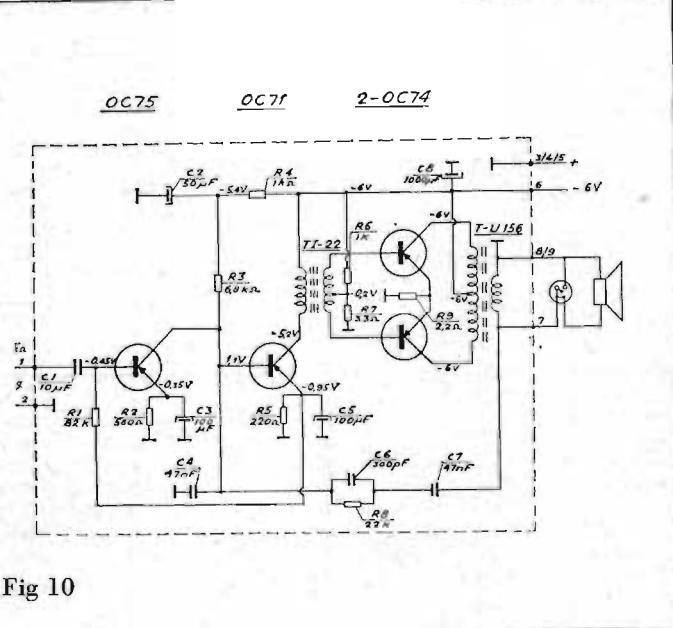 OC75 OC71 2-OC74
3/4/5 +
C2
50µF
-5,4V
R4
1kΩ
-6V
C8
100µF
6 - 6V
R6
1K
-6V
T-U156
TI-22
8/9
R3
6,8kΩ
-0,2V
-6V
R7
33Ω
R9
2,2Ω
7
-5,2V
1
-0,45V
1,1V
-6V
C1
10µF
-0,35V
-0,95V
2
R1
82K
R2
560Ω
C3
100µF
R5
220Ω
C5
100µF
C4
47nF
C6
300pF
C7
47nF
R8
22K
Fig 10